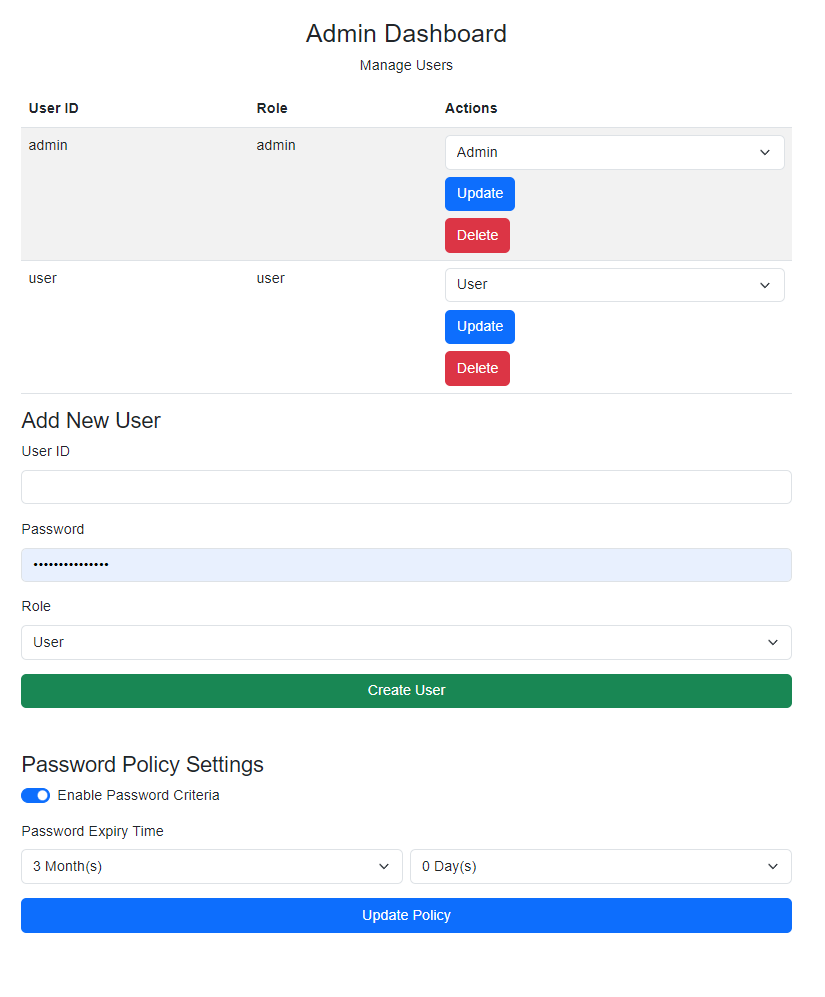 Admin Dashboard
Manage Users
User ID Role Actions
admin admin Admin
Update
Delete
user user User
Update
Delete
Add New User
User ID
Password
•••••••••••••••
Role
User
Create User
Password Policy Settings
Enable Password Criteria
Password Expiry Time
3 Month(s) 0 Day(s)
Update Policy